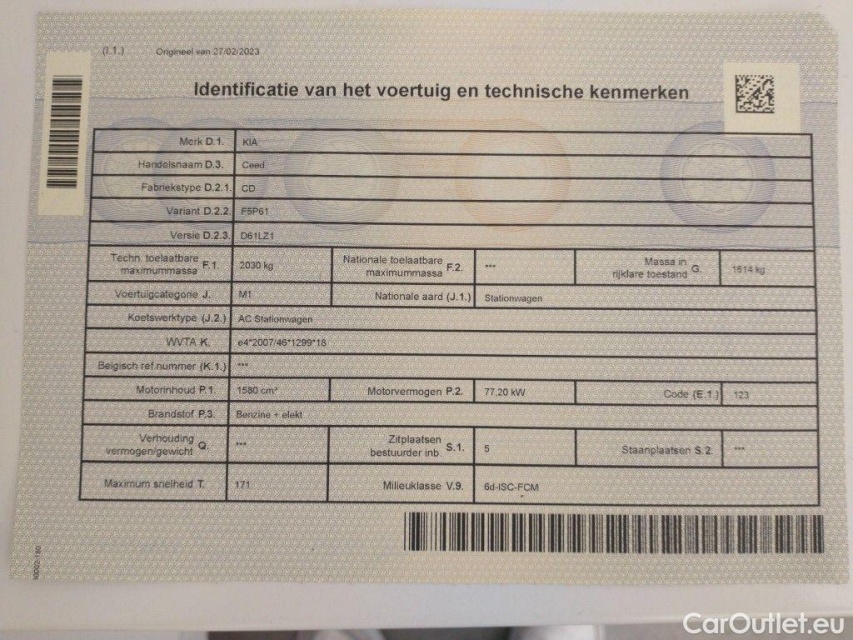 (I.1.) Origineel van 27/02/2023
Identificatie van het voertuig en technische kenmerken
Merk D.1. KIA
Handelsnaam D.3. Ceed
Fabriekstype D.2.1. CD
Variant D.2.2. F5P61
Versie D.2.3. D61LZ1
Techn. toelaatbare maximummassa F.1. 2030 kg Nationale toelaatbare maximummassa F.2. *** Massa in rijklare toestand G. 1514 kg
Voertuigcategorie J. M1 Nationale aard (J.1.) Stationwagen
Koetswerktype (J.2.) AC Stationwagen
WVTA K. e4*2007/46*1299*18
Belgisch ref.nummer (K.1.) ***
Motorinhoud P.1. 1580 cm³ Motorvermogen P.2. 77,20 kW Code (E.1.) 123
Brandstof P.3. Benzine + elekt
Verhouding vermogen/gewicht Q. *** Zitplaatsen bestuurder inb. S.1. 5 Staanplaatsen S.2. ***
Maximum snelheid T. 171 Milieuklasse V.9. 6d-ISC-FCM
CarOutlet.eu